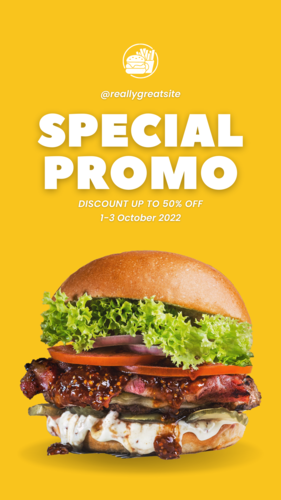 @reallygreatsite
SPECIAL
PROMO
DISCOUNT UP TO 50% OFF
1-3 October 2022